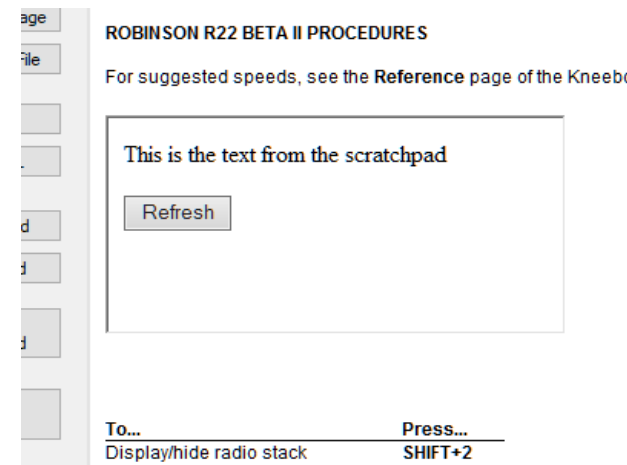 age
File
ROBINSON R22 BETA II PROCEDURES
For suggested speeds, see the Reference page of the Kneebo
This is the text from the scratchpad
Refresh
d
d
d
To... Press...
Display/hide radio stack SHIFT+2